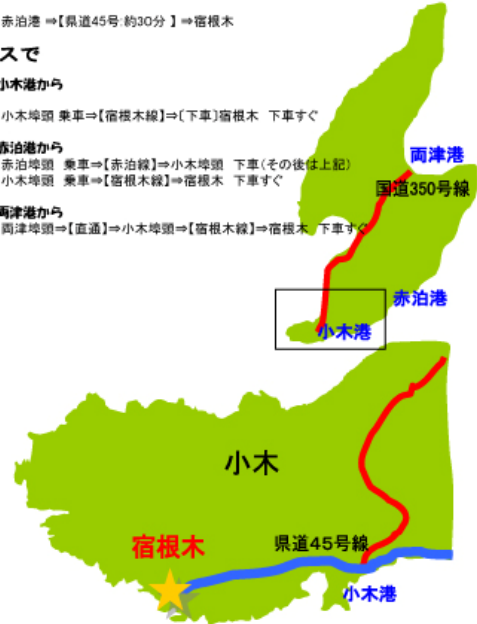 赤泊港 ⇒【県道45号:約30分 】⇒宿根木
スで
小木港から
小木埠頭 乗車⇒【宿根木線】⇒〔下車〕宿根木 下車すぐ
赤泊港から
赤泊埠頭 乗車⇒【赤泊線】⇒小木埠頭 下車(その後は上記)
小木埠頭 乗車⇒【宿根木線】⇒宿根木 下車すぐ
両津港から
両津埠頭⇒【直通】⇒小木埠頭⇒【宿根木線】⇒宿根木 下車すぐ
両津港
国道350号線
赤泊港
小木港
小木
宿根木
県道45号線
小木港